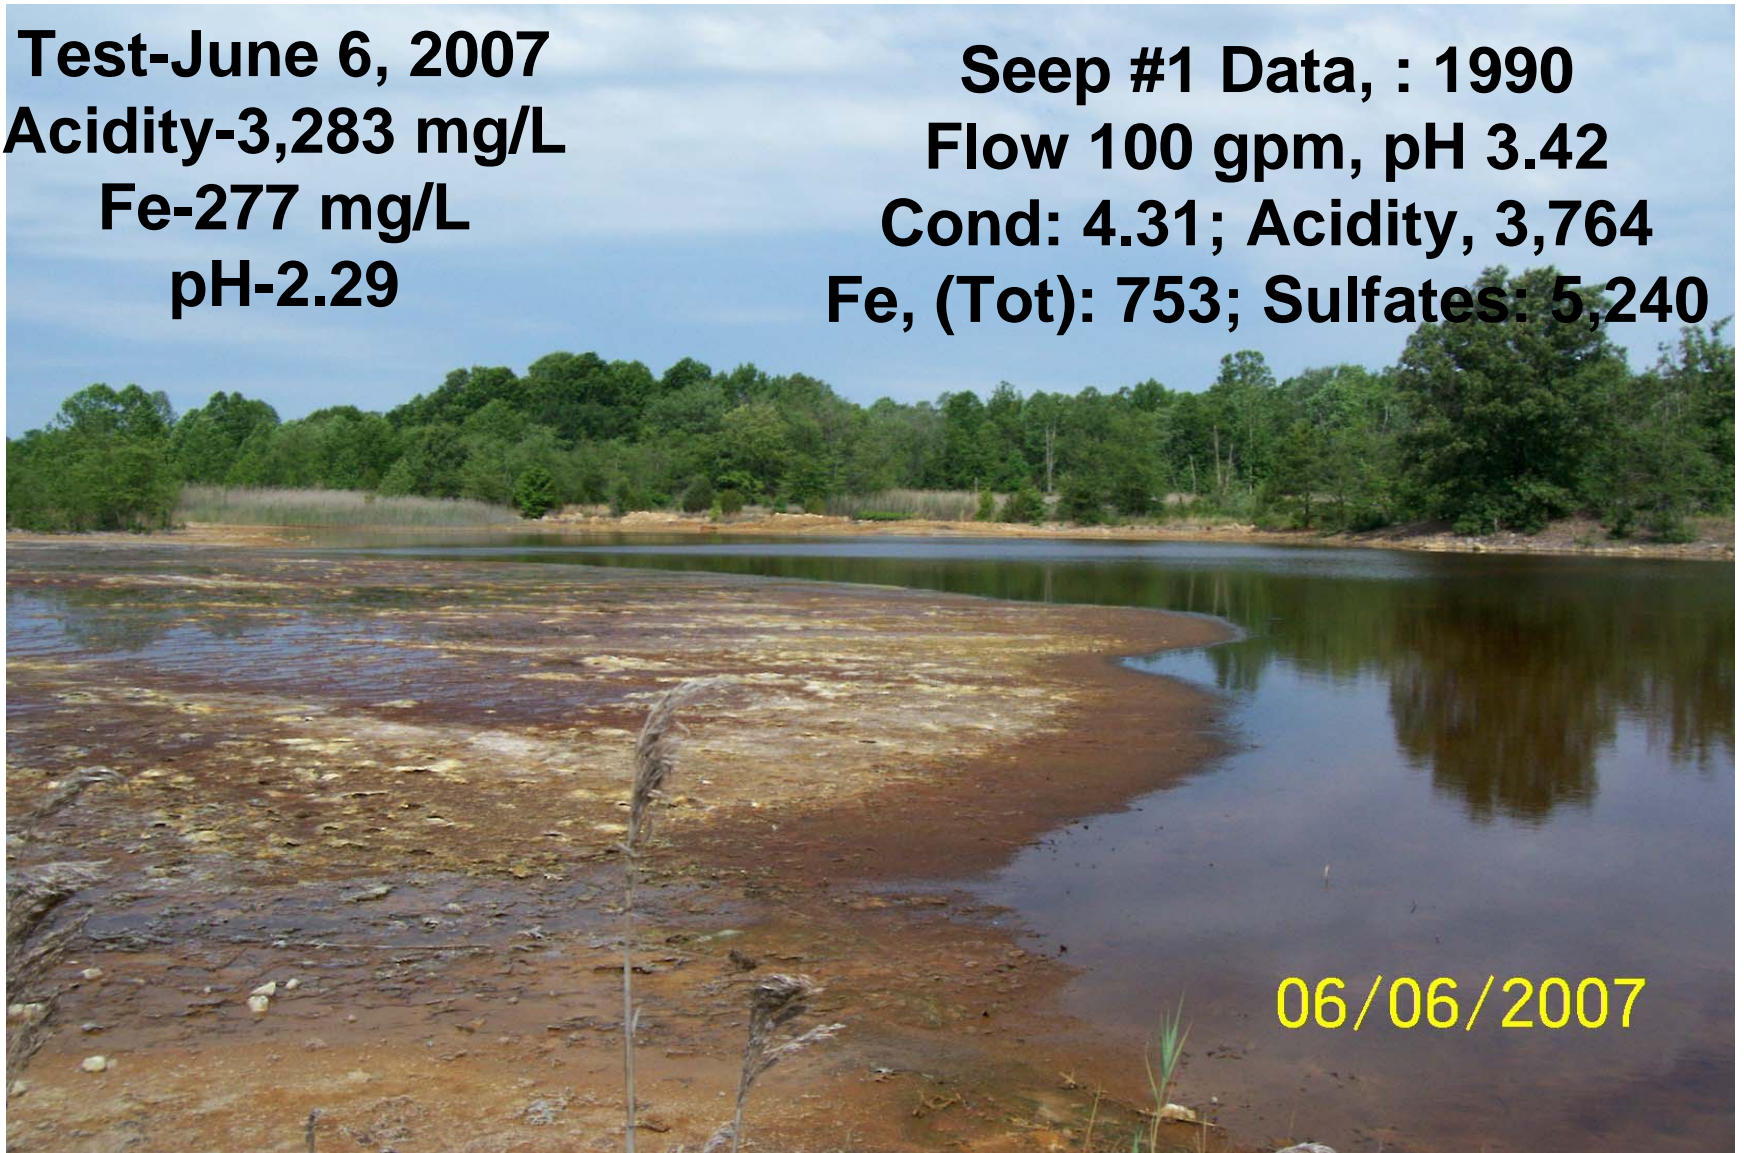 Test-June 6, 2007
Acidity-3,283 mg/L
Fe-277 mg/L
pH-2.29
Seep #1 Data, : 1990
Flow 100 gpm, pH 3.42
Cond: 4.31; Acidity, 3,764
Fe, (Tot): 753; Sulfates: 5,240
06/06/2007